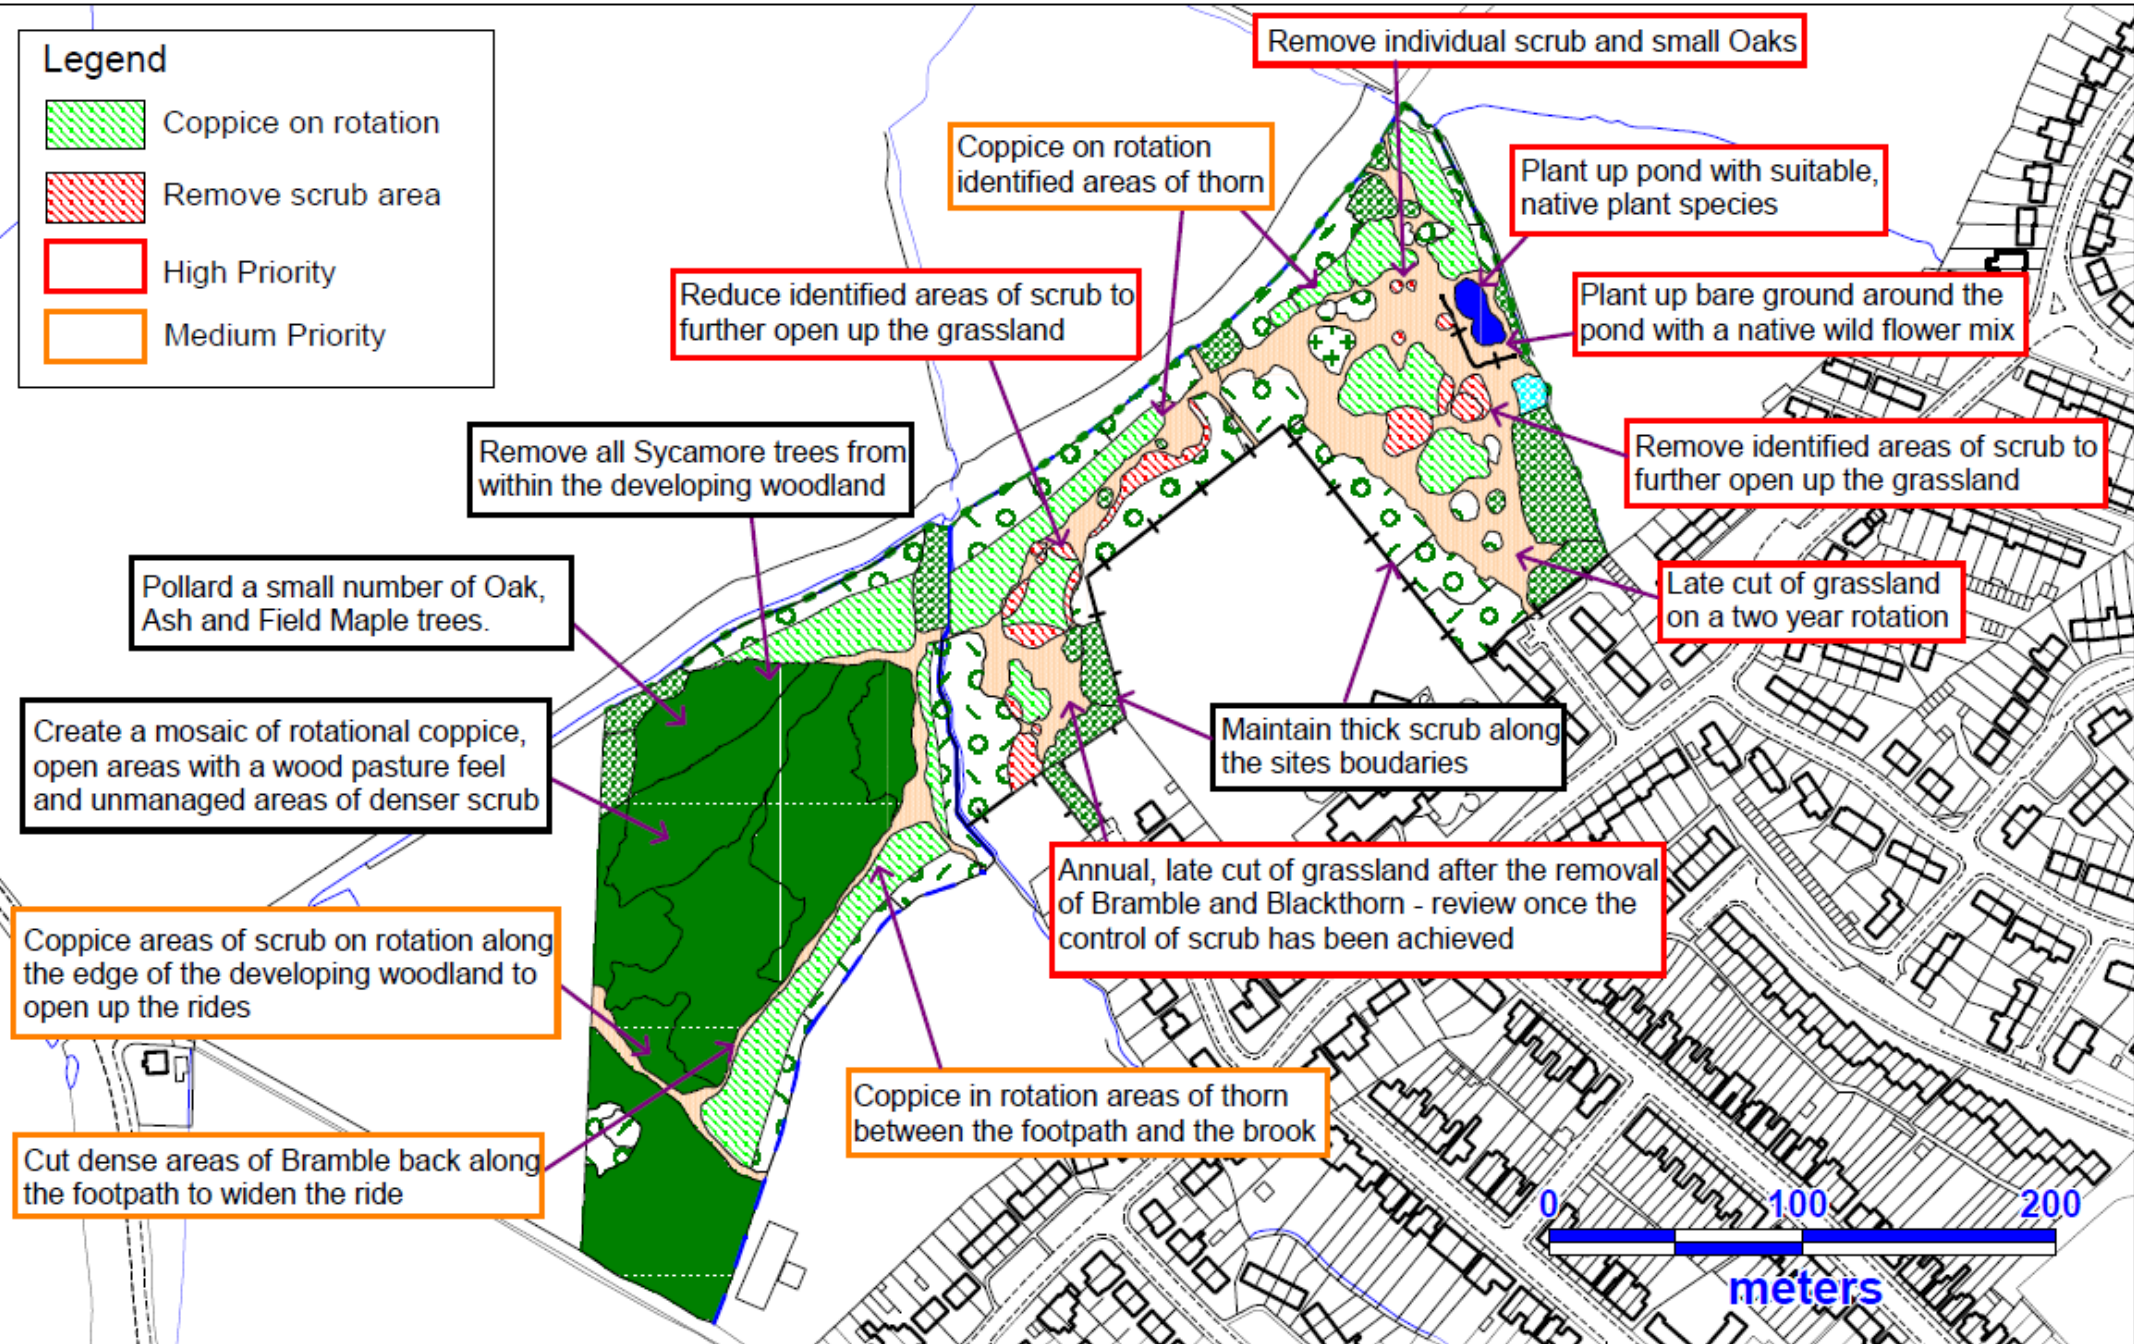 Legend
Coppice on rotation
Remove scrub area
High Priority
Medium Priority
Remove individual scrub and small Oaks
Coppice on rotation
identified areas of thorn
Plant up pond with suitable,
native plant species
Reduce identified areas of scrub to
further open up the grassland
Plant up bare ground around the
pond with a native wild flower mix
Remove all Sycamore trees from
within the developing woodland
Remove identified areas of scrub to
further open up the grassland
Pollard a small number of Oak,
Ash and Field Maple trees.
Late cut of grassland
on a two year rotation
Create a mosaic of rotational coppice,
open areas with a wood pasture feel
and unmanaged areas of denser scrub
Maintain thick scrub along
the sites boudaries
Annual, late cut of grassland after the removal
of Bramble and Blackthorn - review once the
control of scrub has been achieved
Coppice areas of scrub on rotation along
the edge of the developing woodland to
open up the rides
Coppice in rotation areas of thorn
between the footpath and the brook
Cut dense areas of Bramble back along
the footpath to widen the ride
0 100 200
meters